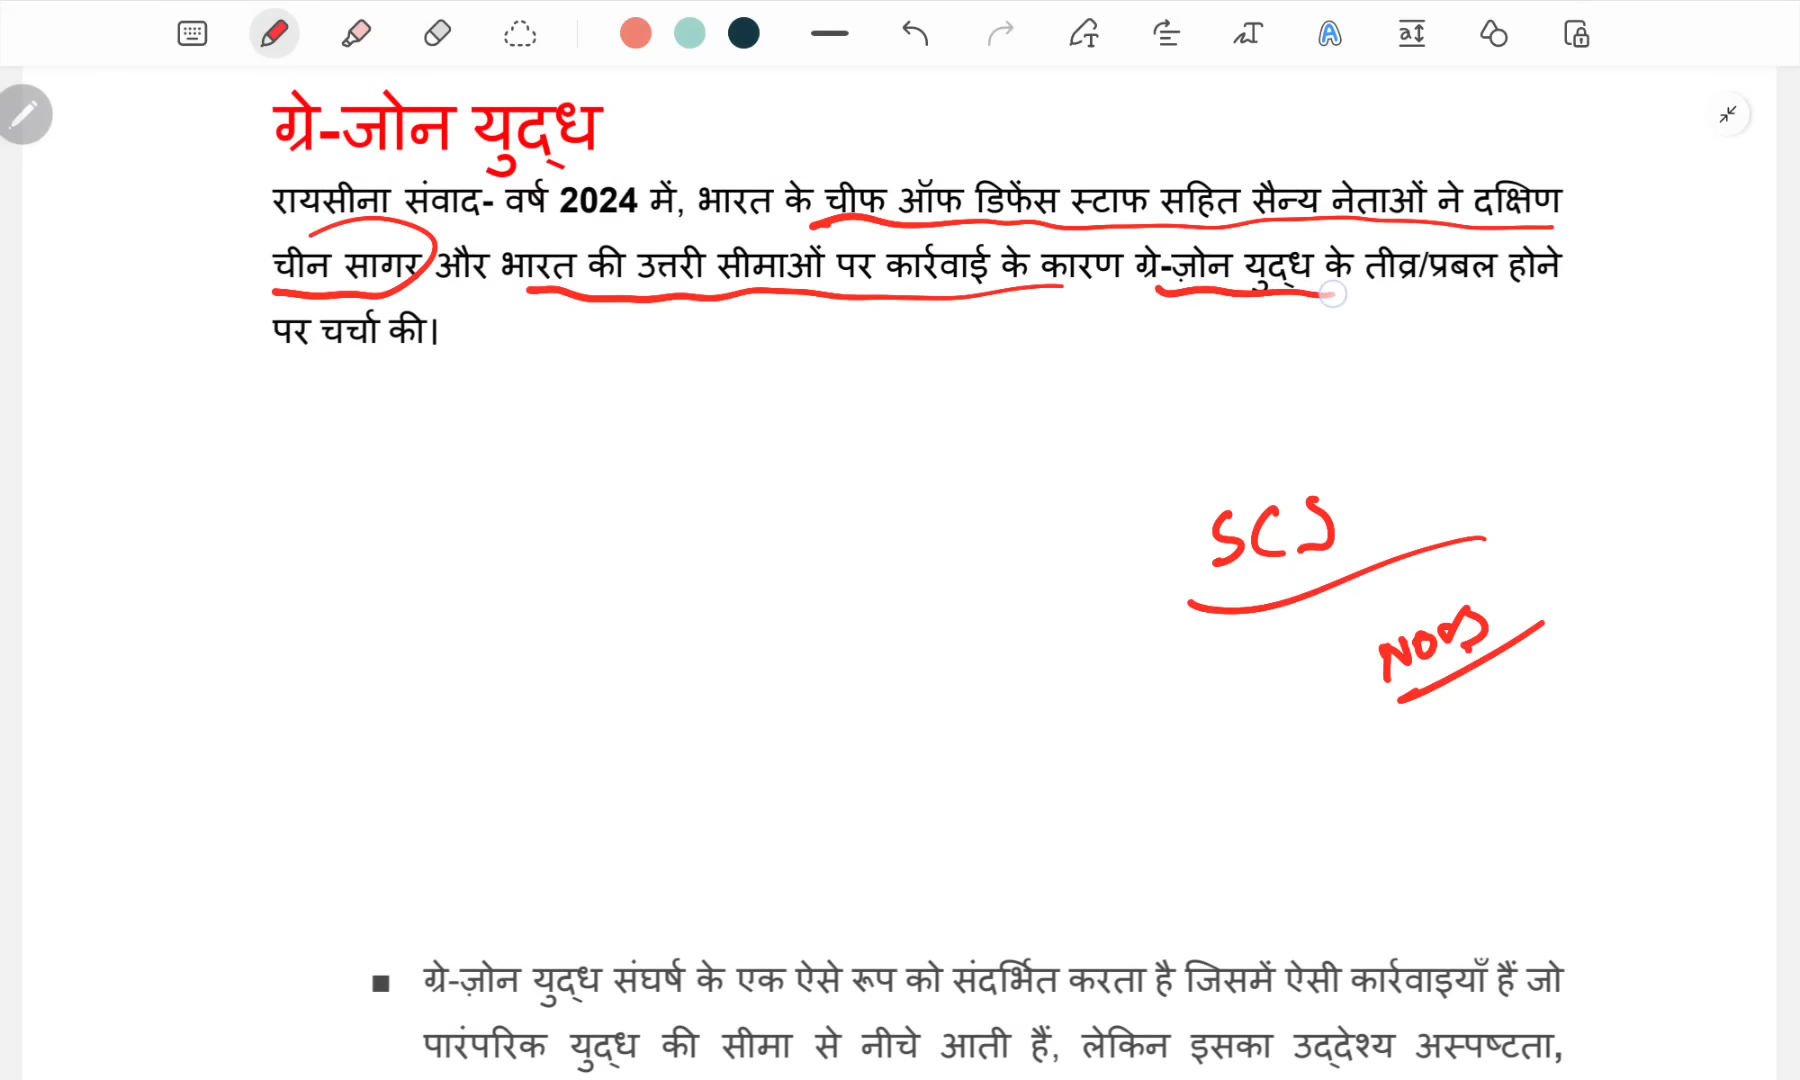 ग्रे-जोन युद्ध
रायसीना संवाद- वर्ष 2024 में, भारत के चीफ ऑफ डिफेंस स्टाफ सहित सैन्य नेताओं ने दक्षिण
चीन सागर और भारत की उत्तरी सीमाओं पर कार्रवाई के कारण ग्रे-ज़ोन युद्ध के तीव्र/प्रबल होने
पर चर्चा की।
SCS
■ ग्रे-ज़ोन युद्ध संघर्ष के एक ऐसे रूप को संदर्भित करता है जिसमें ऐसी कार्रवाइयाँ हैं जो
पारंपरिक युद्ध की सीमा से नीचे आती हैं, लेकिन इसका उद्देश्य अस्पष्टता,